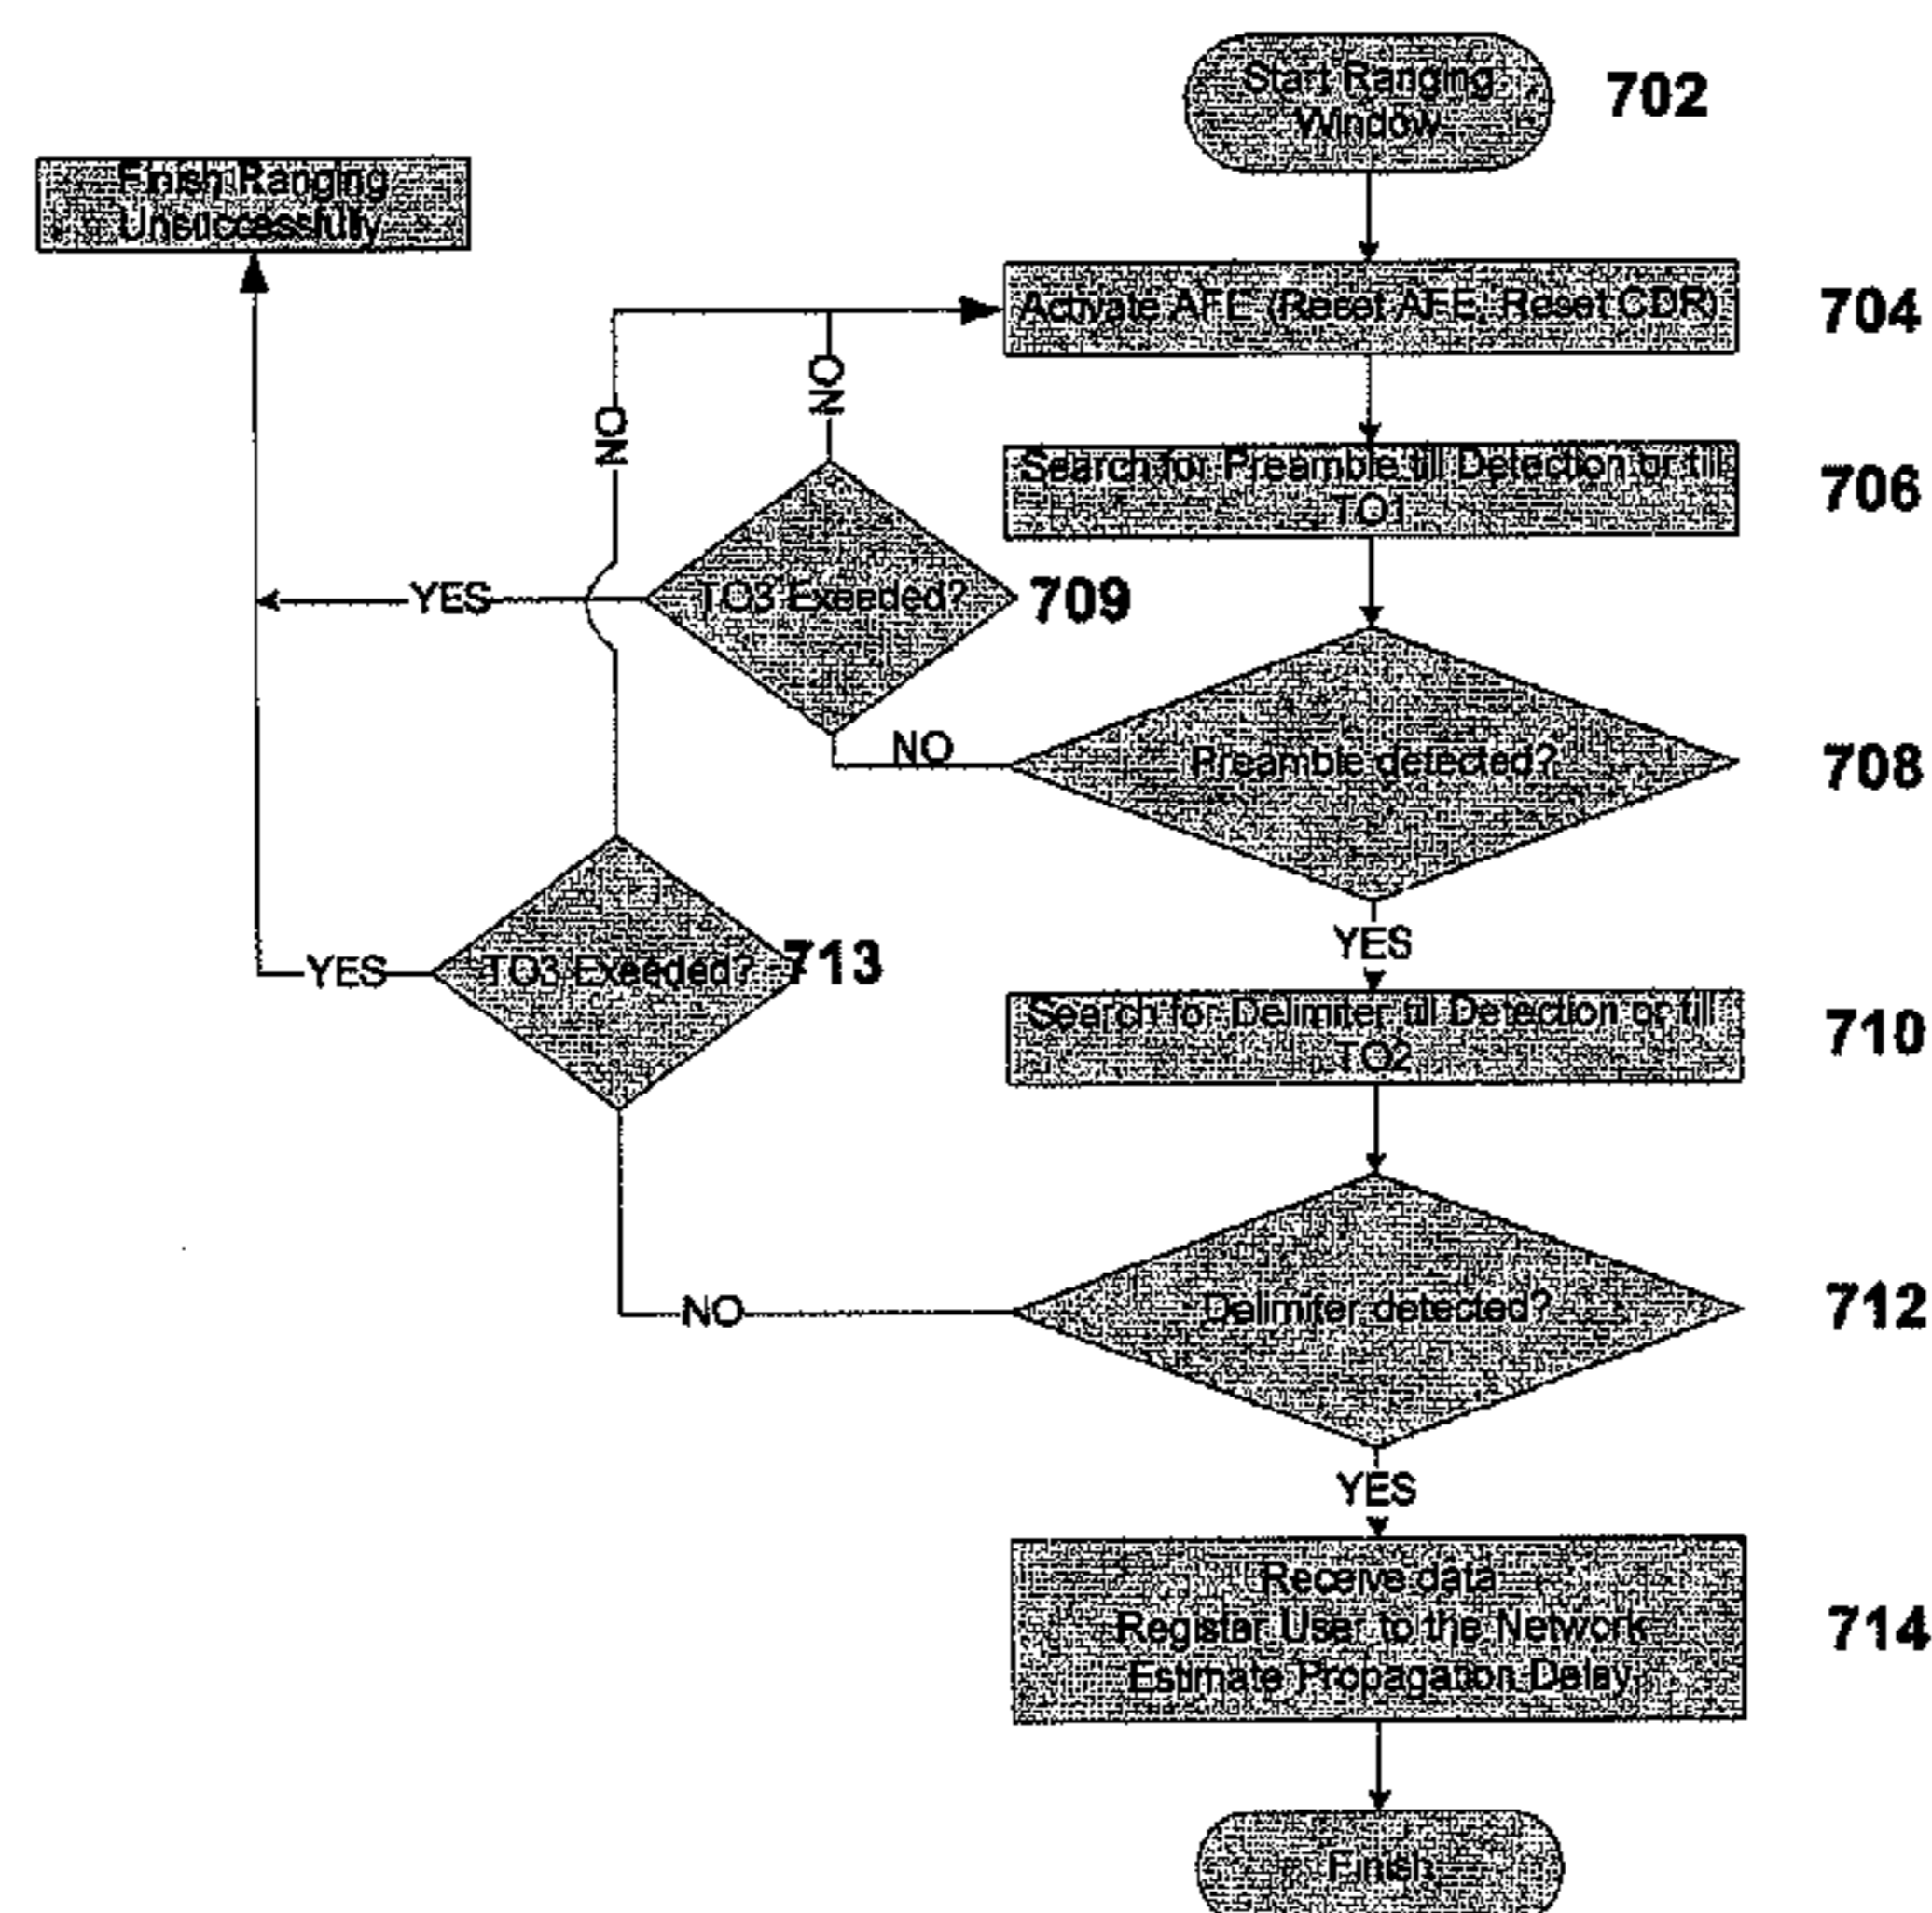 Start Ranging
Window
702
Finish Ranging
Unsuccessfully
Activate AFE (Reset AFE, Reset CDR)
704
NO
NO
Search for Preamble till Detection or till
TO1
706
YES
TO3 Exeeded?
709
NO
Preamble detected?
708
YES
YES
TO3 Exeeded?
713
Search for Delimiter till Detection or till
TO2
710
NO
Delimiter detected?
712
YES
Receive data
Register User to the Network
Estimate Propagation Delay
714
Finish